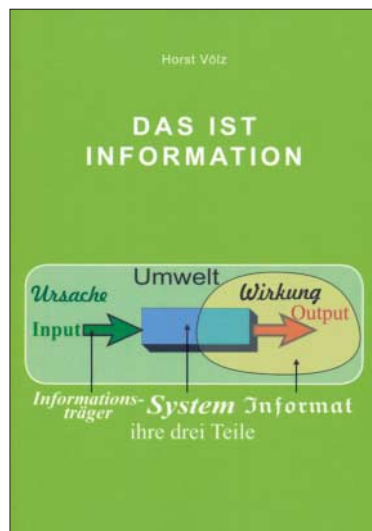 Horst Völz
DAS IST
INFORMATION
Umwelt
Ursache
Wirkung
Input
Output
Informations-
träger
System
Informat
ihre drei Teile